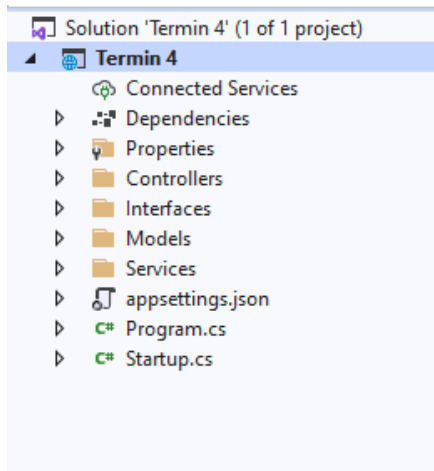 Solution 'Termin 4' (1 of 1 project)
Termin 4
Connected Services
Dependencies
Properties
Controllers
Interfaces
Models
Services
appsettings.json
C# Program.cs
C# Startup.cs